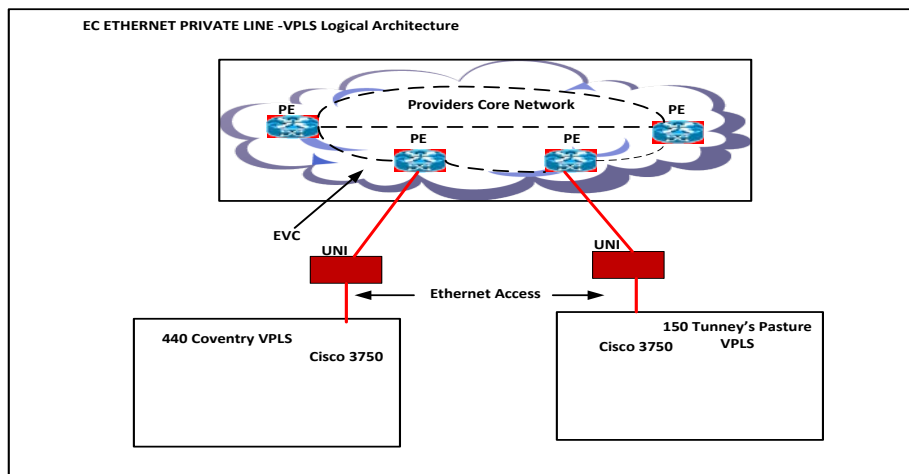 EC ETHERNET PRIVATE LINE -VPLS Logical Architecture
PE
Providers Core Network
PE
PE
PE
EVC
UNI
UNI
Ethernet Access
440 Coventry VPLS
Cisco 3750
150 Tunney's Pasture
VPLS
Cisco 3750